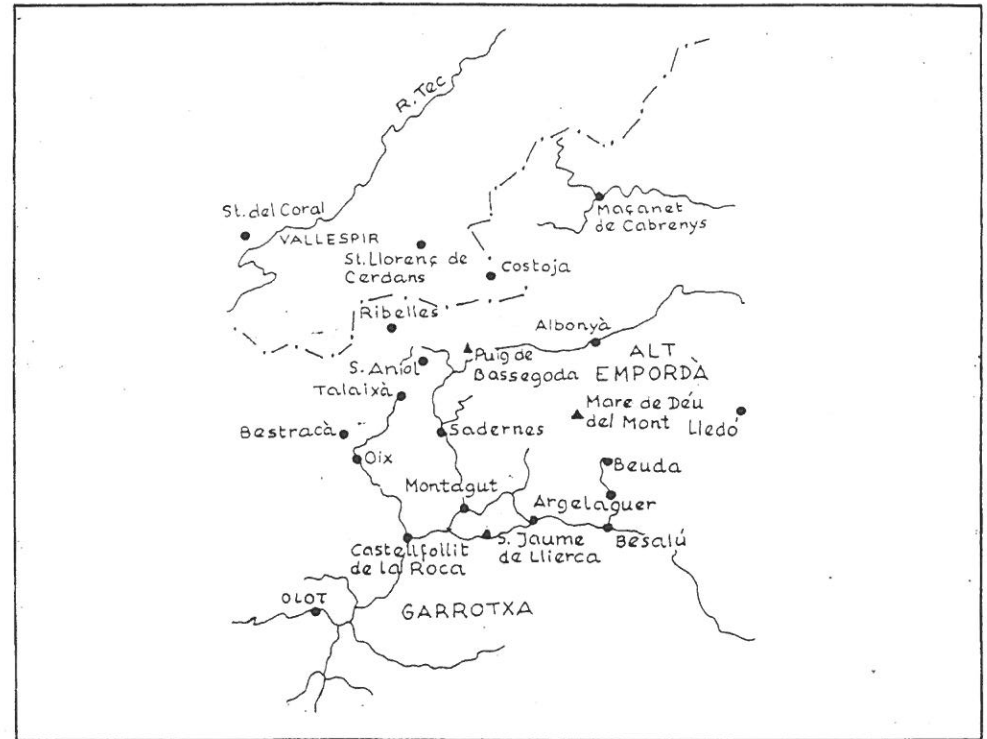 R. Tec
St. del Coral
VALLESPIR
St. Llorenç de
Cerdans
Maçanet
de Cabrenys
Costoja
Ribelles
Albonyà
Puig de
Bassegoda
ALT
EMPORDÀ
S. Aniol
Talaixà
Mare de Déu
del Mont
Lledó
Bestracà
Sadernes
Oix
Beuda
Montagut
Argelaguer
Castellfollit
de la Roca
S. Jaume
de Llierca
Besalú
OLOT
GARROTXA